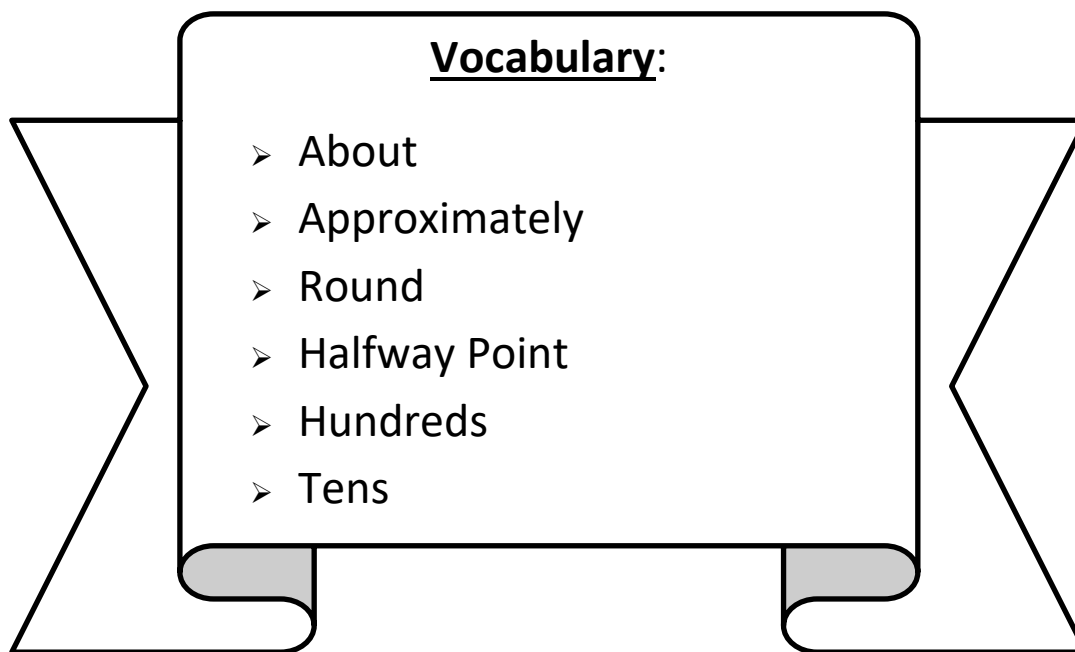 Vocabulary:
➢ About
➢ Approximately
➢ Round
➢ Halfway Point
➢ Hundreds
➢ Tens